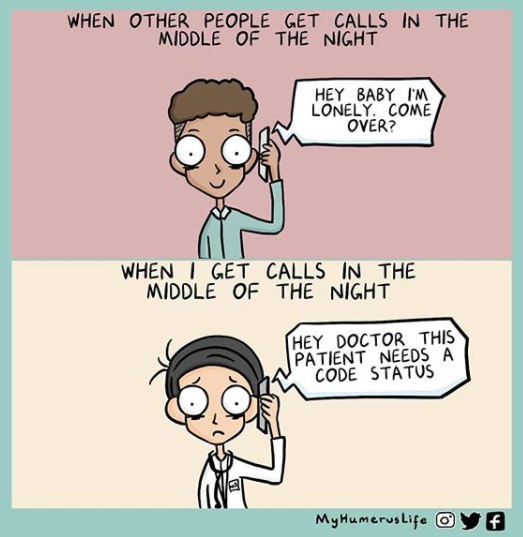 WHEN OTHER PEOPLE GET CALLS IN THE
MIDDLE OF THE NIGHT
HEY BABY I'M
LONELY. COME
OVER?
WHEN I GET CALLS IN THE
MIDDLE OF THE NIGHT
HEY DOCTOR THIS
PATIENT NEEDS A
CODE STATUS
MyHumerusLife